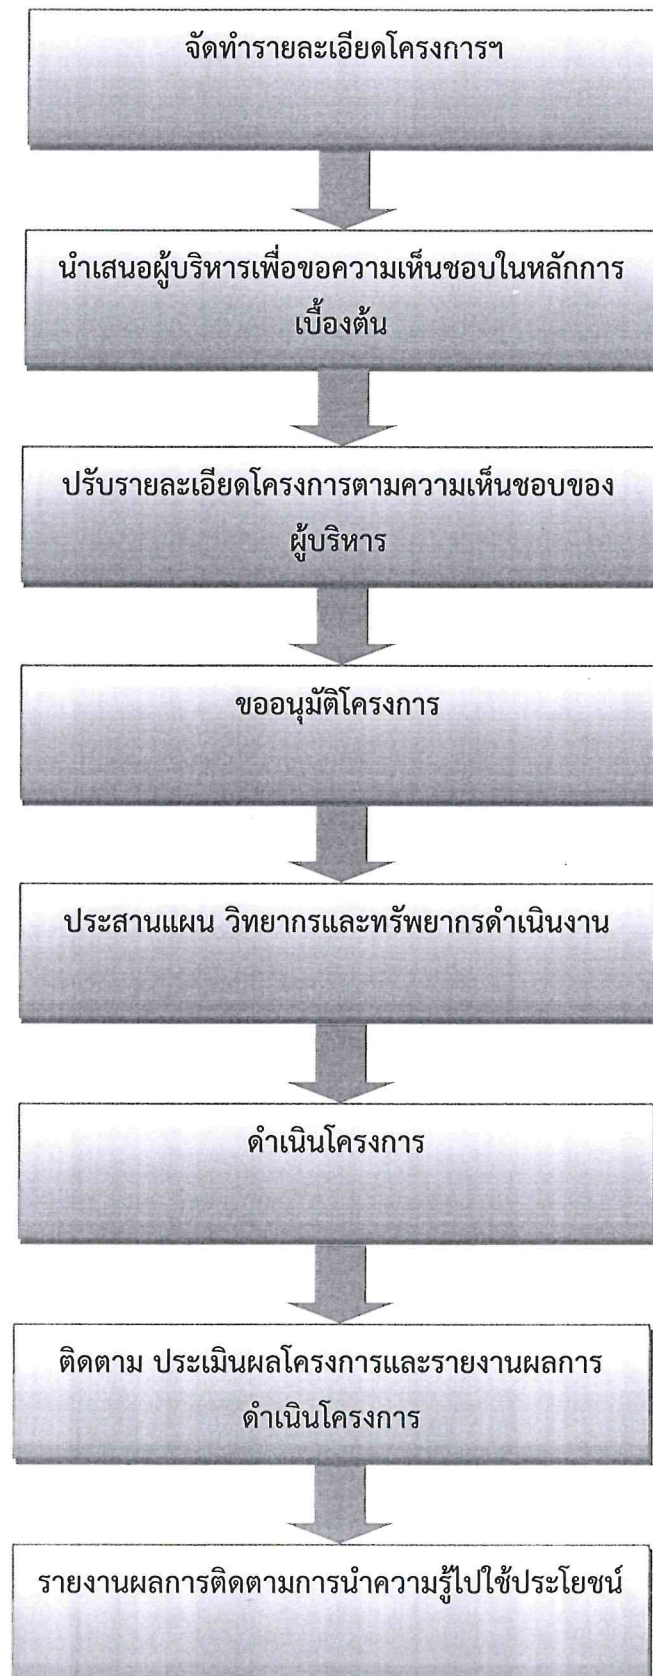 จัดทำรายละเอียดโครงการฯ
นำเสนอผู้บริหารเพื่อขอความเห็นชอบในหลักการ
เบื้องต้น
ปรับรายละเอียดโครงการตามความเห็นชอบของ
ผู้บริหาร
ขออนุมัติโครงการ
ประสานแผน วิทยากรและทรัพยากรดำเนินงาน
ดำเนินโครงการ
ติดตาม ประเมินผลโครงการและรายงานผลการ
ดำเนินโครงการ
รายงานผลการติดตามการนำความรู้ไปใช้ประโยชน์